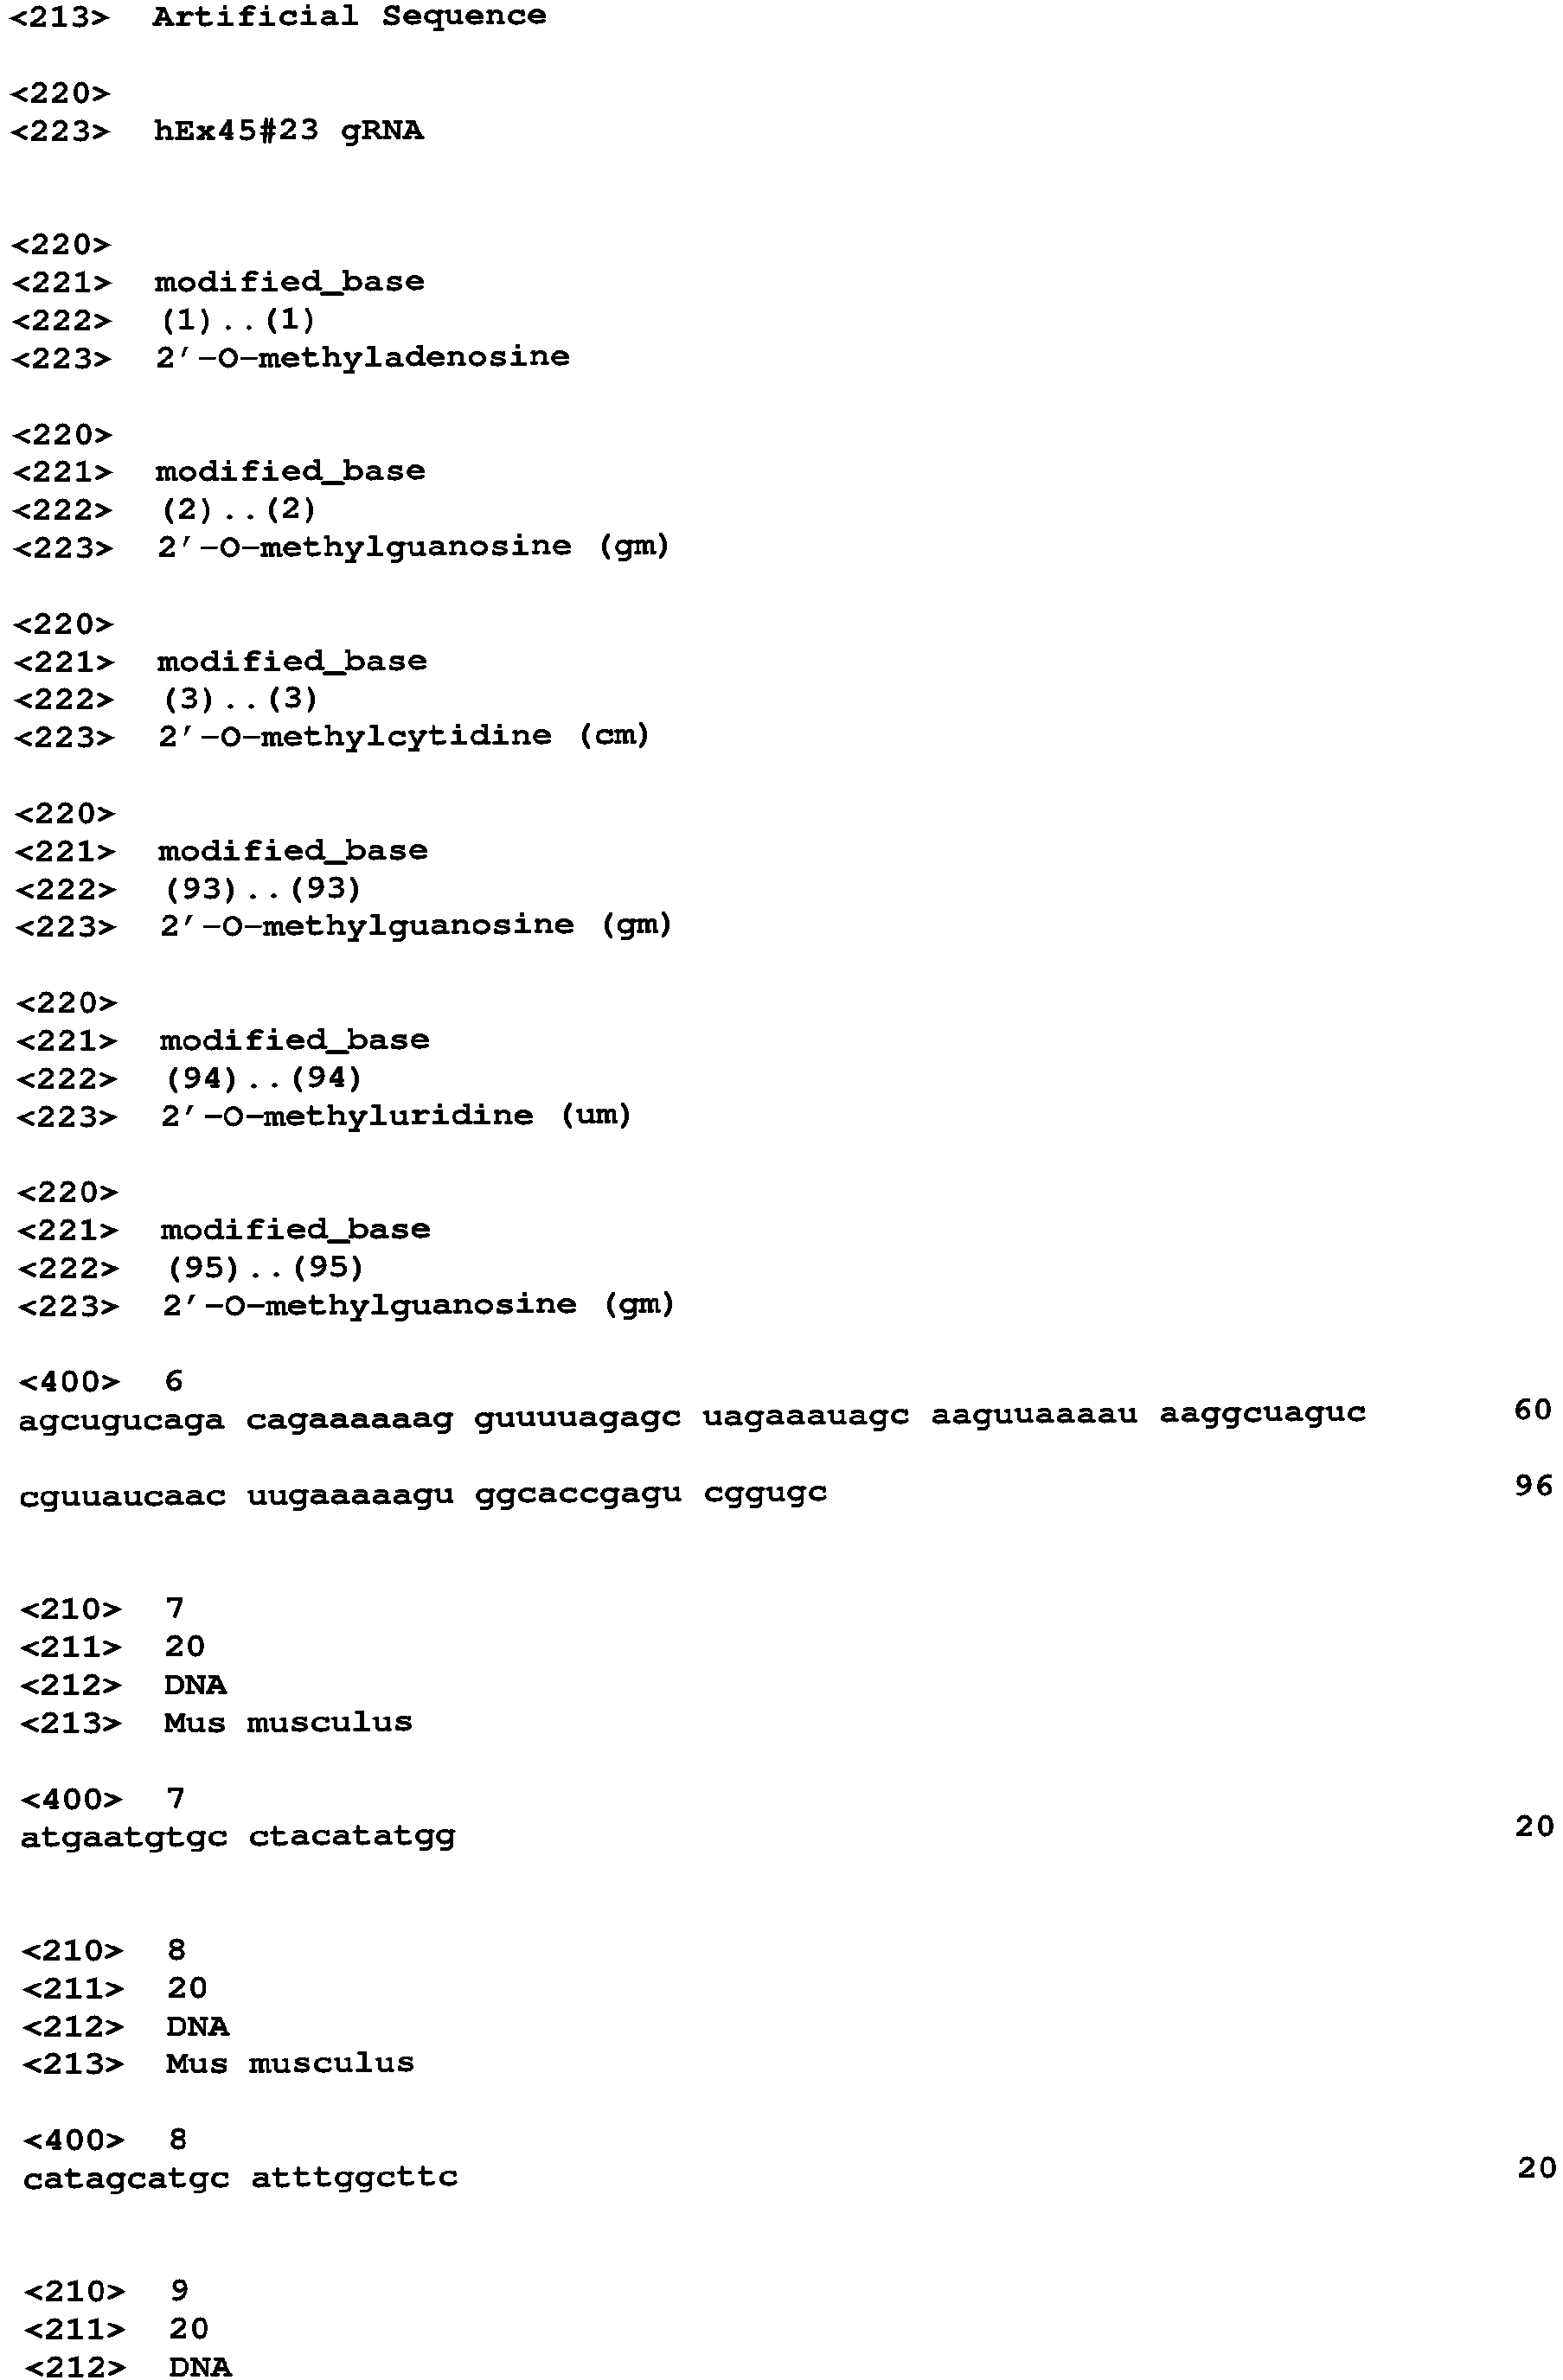 <213> Artificial Sequence
<220>
<223> hEx45#23 gRNA
<220>
<221> modified_base
<222> (1)..(1)
<223> 2'-O-methyladenosine
<220>
<221> modified_base
<222> (2)..(2)
<223> 2'-O-methylguanosine (gm)
<220>
<221> modified_base
<222> (3)..(3)
<223> 2'-O-methylcytidine (cm)
<220>
<221> modified_base
<222> (93)..(93)
<223> 2'-O-methylguanosine (gm)
<220>
<221> modified_base
<222> (94)..(94)
<223> 2'-O-methyluridine (um)
<220>
<221> modified_base
<222> (95)..(95)
<223> 2'-O-methylguanosine (gm)
<400> 6
agcugucaga cagaaaaaag guuuuagagc uagaaauagc aaguuaaaau aaggcuaguc 60
cguuaucaac uugaaaaagu ggcaccgagu cggugc 96
<210> 7
<211> 20
<212> DNA
<213> Mus musculus
<400> 7
atgaatgtgc ctacatatgg 20
<210> 8
<211> 20
<212> DNA
<213> Mus musculus
<400> 8
catagcatgc atttggcttc 20
<210> 9
<211> 20
<212> DNA